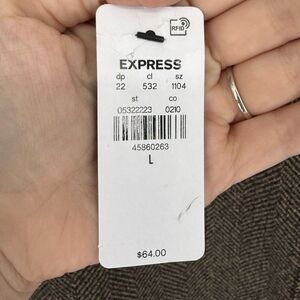 RFID
EXPRESS
dp cl sz
22 532 1104
st co
05322223 0210
45860263
L
$64.00